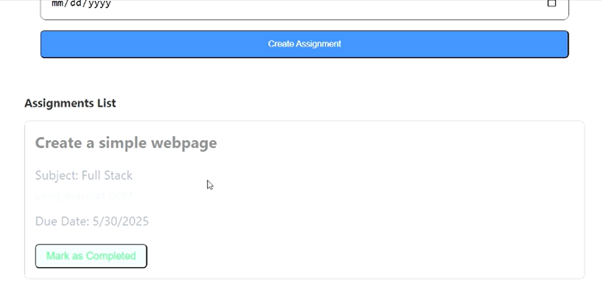 mm/dd/yyyy
Create Assignment
Assignments List
Create a simple webpage
Subject: Full Stack
Due Date: 5/30/2025
Mark as Completed